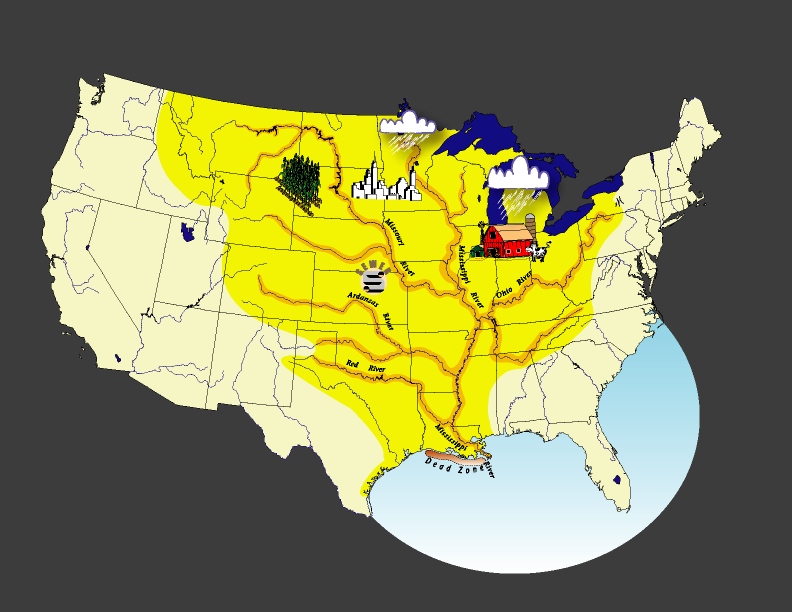 Missouri River
Mississippi River
Ohio River
Arkansas River
Red River
Mississippi River
Dead Zone